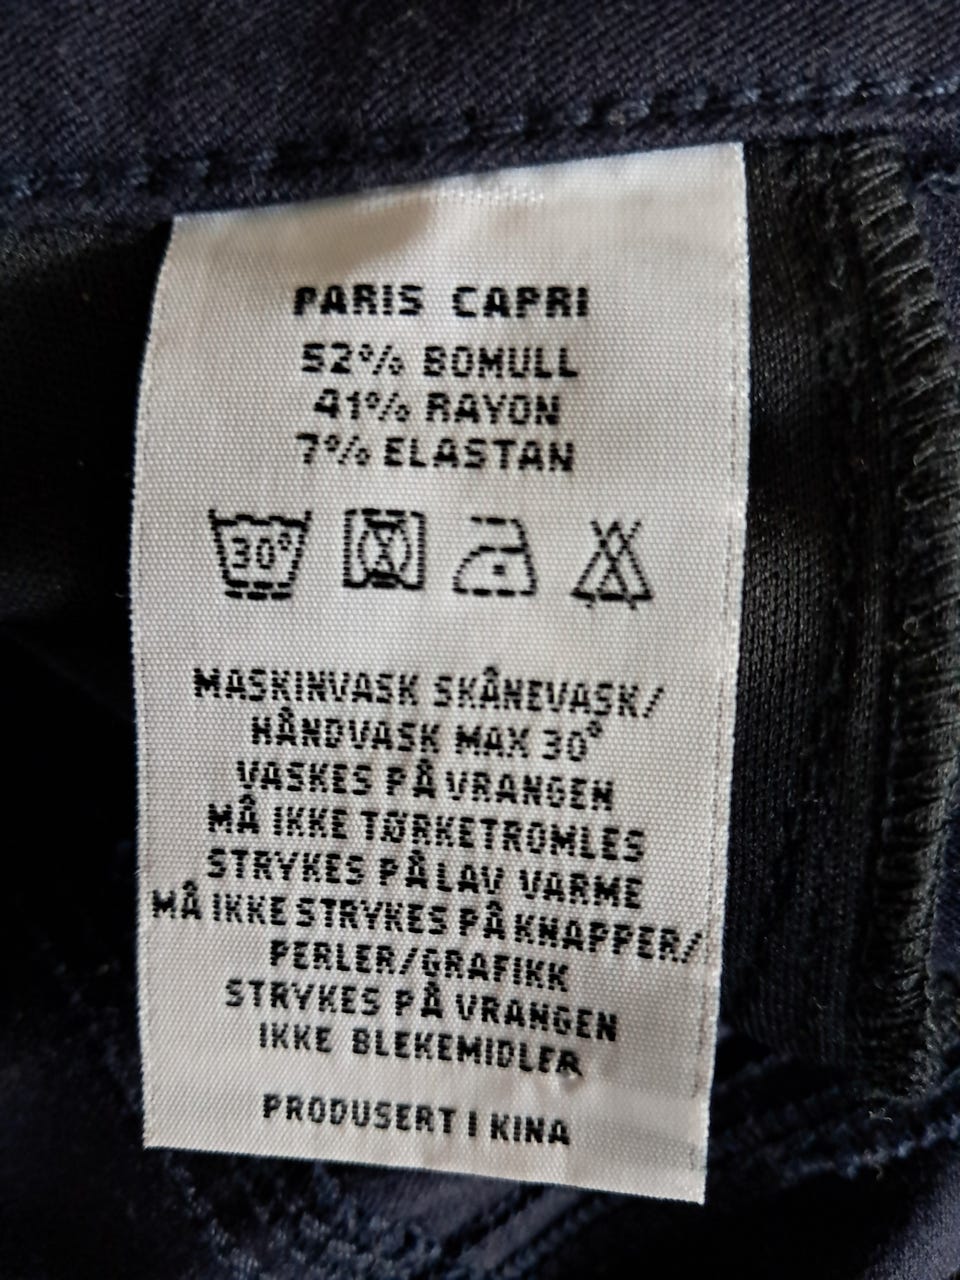 PARIS CAPRI
52% BOMULL
41% RAYON
7% ELASTAN
30°
MASKINVASK SKÅNEVASK/
HÅNDVASK MAX 30°
VASKES PÅ VRANGEN
MÅ IKKE TØRKETROMLES
STRYKES PÅ LAV VARME
MÅ IKKE STRYKES PÅ KNAPPER/
PERLER/GRAFIKK
STRYKES PÅ VRANGEN
IKKE BLEKEMIDLER
PRODUSERT I KINA